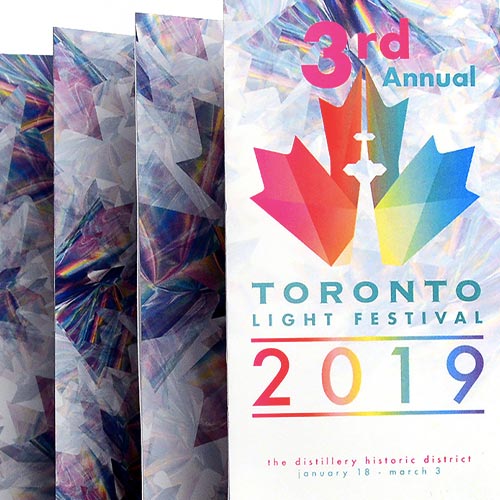 3rd
Annual
TORONTO
LIGHT FESTIVAL
2019
the distillery historic district
january 18 - march 3